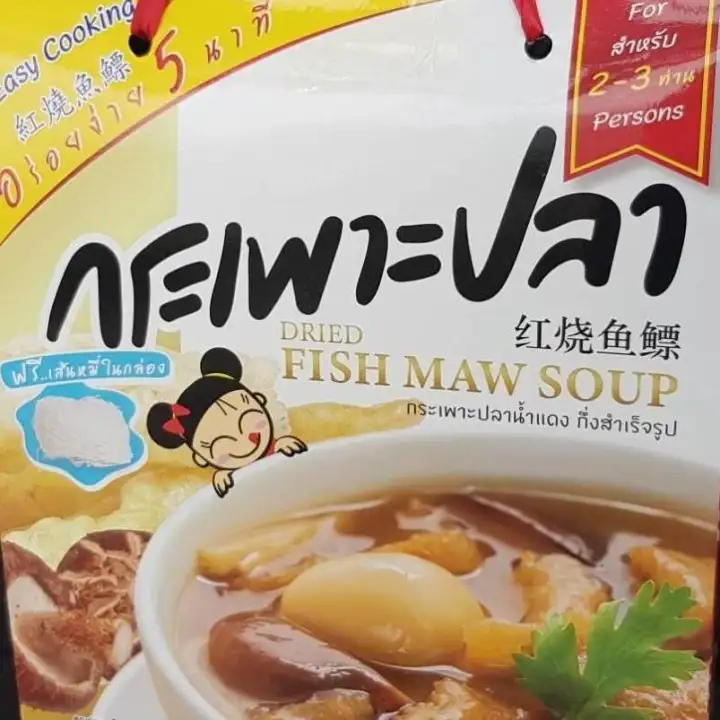 Easy Cooking
紅燒魚鰾
อร่อยง่าย 5 นาที
For
สำหรับ
2-3 ท่าน
Persons
กระเพาะปลา
DRIED
红烧鱼鳔
FISH MAW SOUP
กระเพาะปลาน้ำแดง กึ่งสำเร็จรูป
ฟรี..เส้นหมี่ในกล่อง